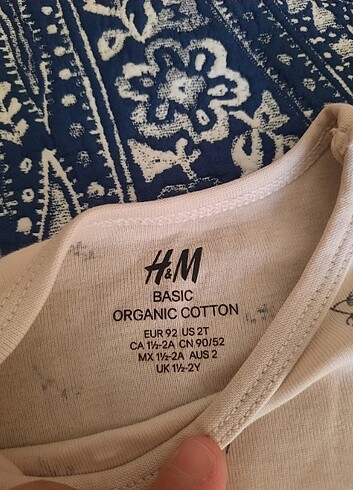 H&M
BASIC
ORGANIC COTTON
EUR 92 US 2T
CA 1½-2A CN 90/52
MX 1½-2A AUS 2
UK 1½-2Y